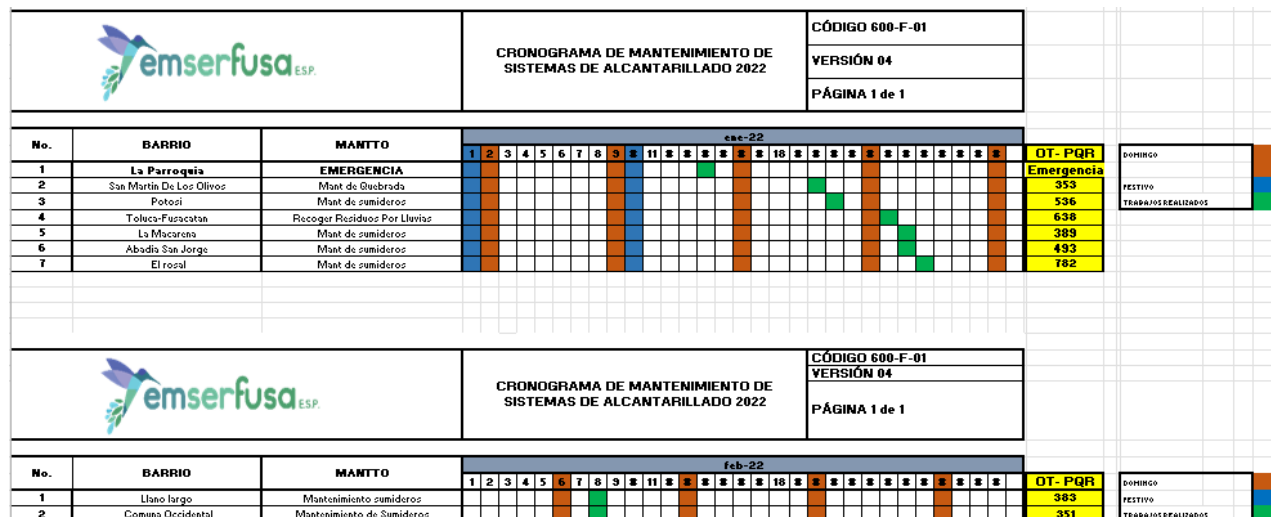 emserfusa E.S.P.
CRONOGRAMA DE MANTENIMIENTO DE
SISTEMAS DE ALCANTARILLADO 2022
CÓDIGO 600-F-01
VERSIÓN 04
PÁGINA 1 de 1
No. BARRIO MANTTO ene-22
1 2 3 4 5 6 7 8 9 11 18 OT- PQR DOMINGO
1 La Parroquia EMERGENCIA Emergencia
2 San Martin De Los Olivos Mant de Quebrada 353 FESTIVO
3 Potosi Mant de sumideros 536 TRABAJOS REALIZADOS
4 Toluca-Fusacatan Recoger Residuos Por Lluvias 638
5 La Macarena Mant de sumideros 389
6 Abadia San Jorge Mant de sumideros 493
7 El rosal Mant de sumideros 782
emserfusa E.S.P.
CRONOGRAMA DE MANTENIMIENTO DE
SISTEMAS DE ALCANTARILLADO 2022
CÓDIGO 600-F-01
VERSIÓN 04
PÁGINA 1 de 1
No. BARRIO MANTTO feb-22
1 2 3 4 5 6 7 8 9 11 18 OT- PQR DOMINGO
1 Llano largo Mantenimiento sumideros 383 FESTIVO
2 Comuna Occidental Mantenimiento de Sumideros 351 TRABAJOS REALIZADOS